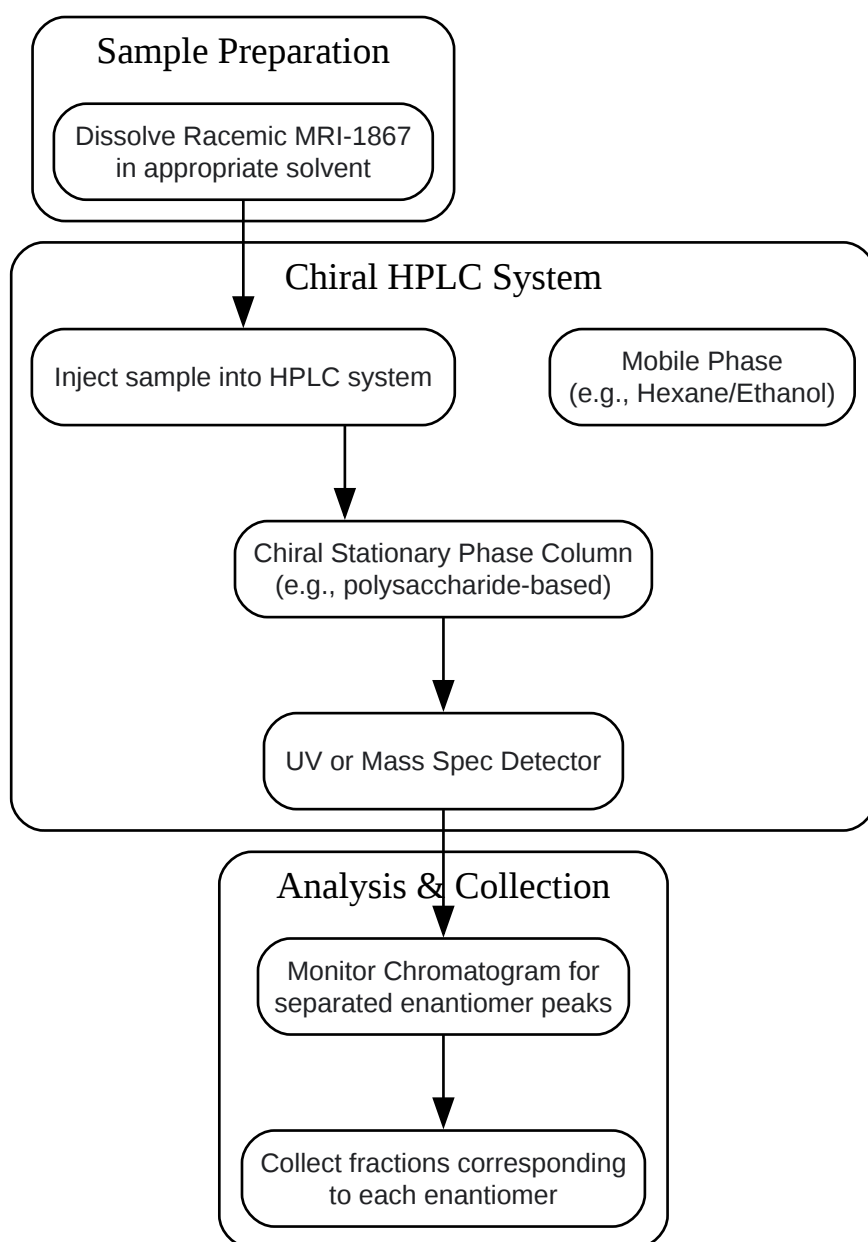 Sample Preparation
Dissolve Racemic MRI-1867
in appropriate solvent
Chiral HPLC System
Inject sample into HPLC system
Mobile Phase
(e.g., Hexane/Ethanol)
Chiral Stationary Phase Column
(e.g., polysaccharide-based)
UV or Mass Spec Detector
Analysis & Collection
Monitor Chromatogram for
separated enantiomer peaks
Collect fractions corresponding
to each enantiomer